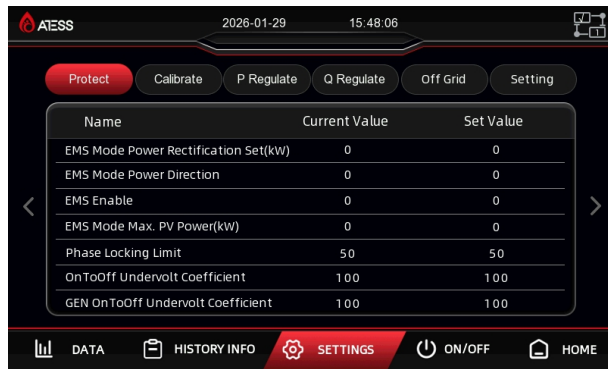 ATESS 2026-01-29 15:48:06
Protect Calibrate P Regulate Q Regulate Off Grid Setting
Name Current Value Set Value
EMS Mode Power Rectification Set(kW) 0 0
EMS Mode Power Direction 0 0
EMS Enable 0 0
EMS Mode Max. PV Power(kW) 0 0
Phase Locking Limit 50 50
OnToOff Undervolt Coefficient 100 100
GEN OnToOff Undervolt Coefficient 100 100
DATA HISTORY INFO SETTINGS ON/OFF HOME